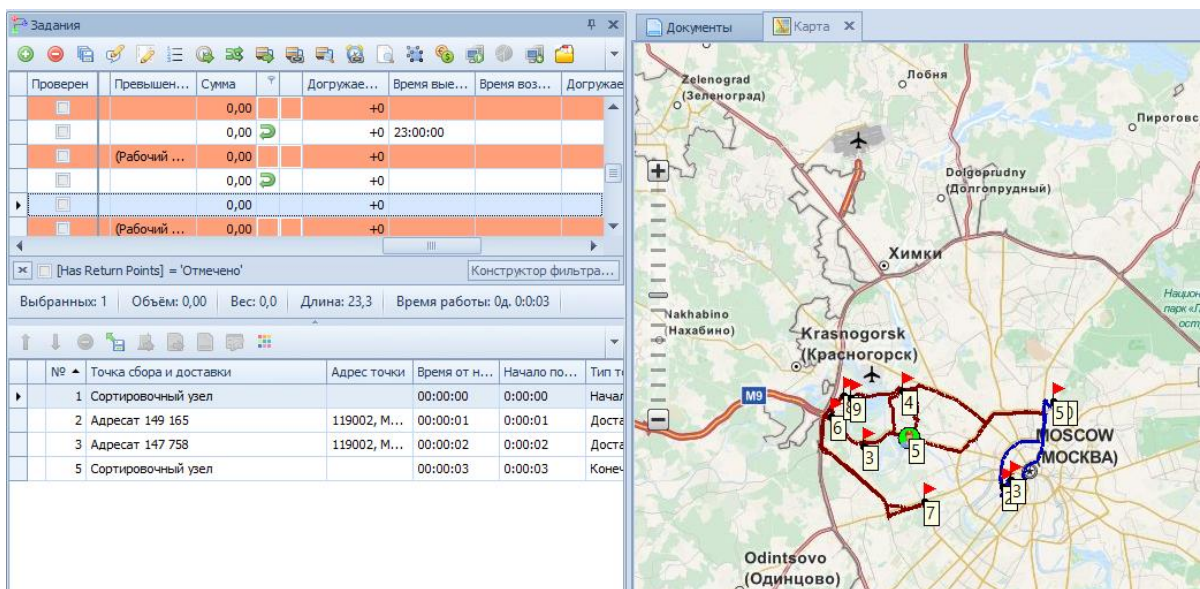 Задания
Проверен Превышен... Сумма Догружае... Время вые... Время воз... Догружае
0,00 +0
0,00 +0 23:00:00
(Рабочий ... 0,00 +0
0,00 +0
0,00 +0
(Рабочий ... 0,00 +0
[Has Return Points] = 'Отмечено' Конструктор фильтра...
Выбранных: 1 Объём: 0,00 Вес: 0,0 Длина: 23,3 Время работы: 0д. 0:0:03
№ Точка сбора и доставки Адрес точки Время от н... Начало по... Тип т
1 Сортировочный узел 00:00:00 0:00:00 Начал
2 Адресат 149 165 119002, М... 00:00:01 0:00:01 Доста
3 Адресат 147 758 119002, М... 00:00:02 0:00:02 Доста
5 Сортировочный узел 00:00:03 0:00:03 Конеч
Документы Карта
Zelenograd
(Зеленоград)
Лобня
Пироговс
Dolgoprudny
(Долгопрудный)
Химки
Национ
парк «Л
ост
Nakhabino
(Нахабино)
Krasnogorsk
(Красногорск)
M9
4
8 9
5 0
6
3
5
MOSCOW
(МОСКВА)
2 3
7
Odintsovo
(Одинцово)